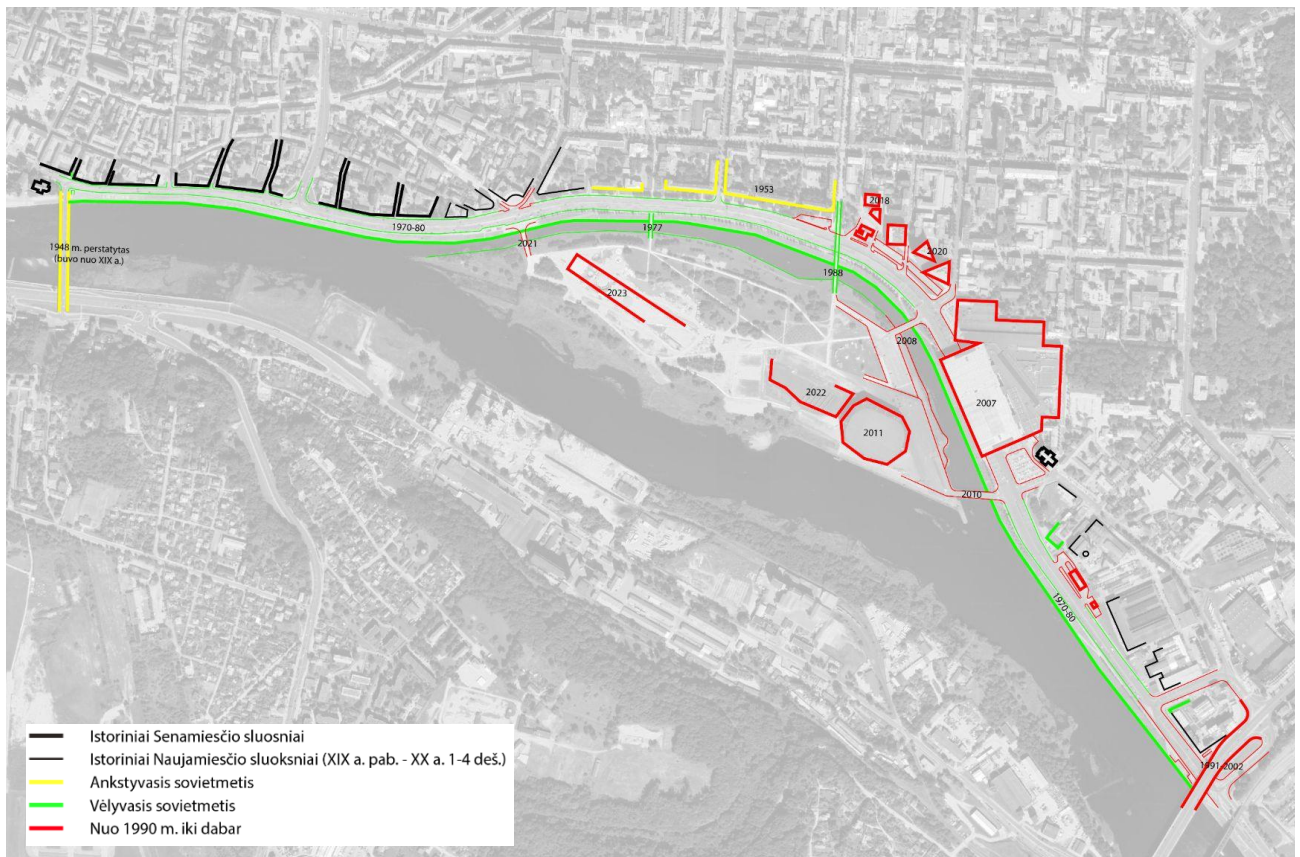 1953
2018
1970-80
1977
2021
1948 m. perstatytas
(buvo nuo XIX a.)
2020
1988
2023
2008
2022
2007
2011
2010
1970-80
1991-2002
Istoriniai Senamiesčio sluosniai
Istoriniai Naujamiesčio sluoksniai (XIX a. pab. - XX a. 1-4 deš.)
Ankstyvasis sovietmetis
Vėlyvasis sovietmetis
Nuo 1990 m. iki dabar